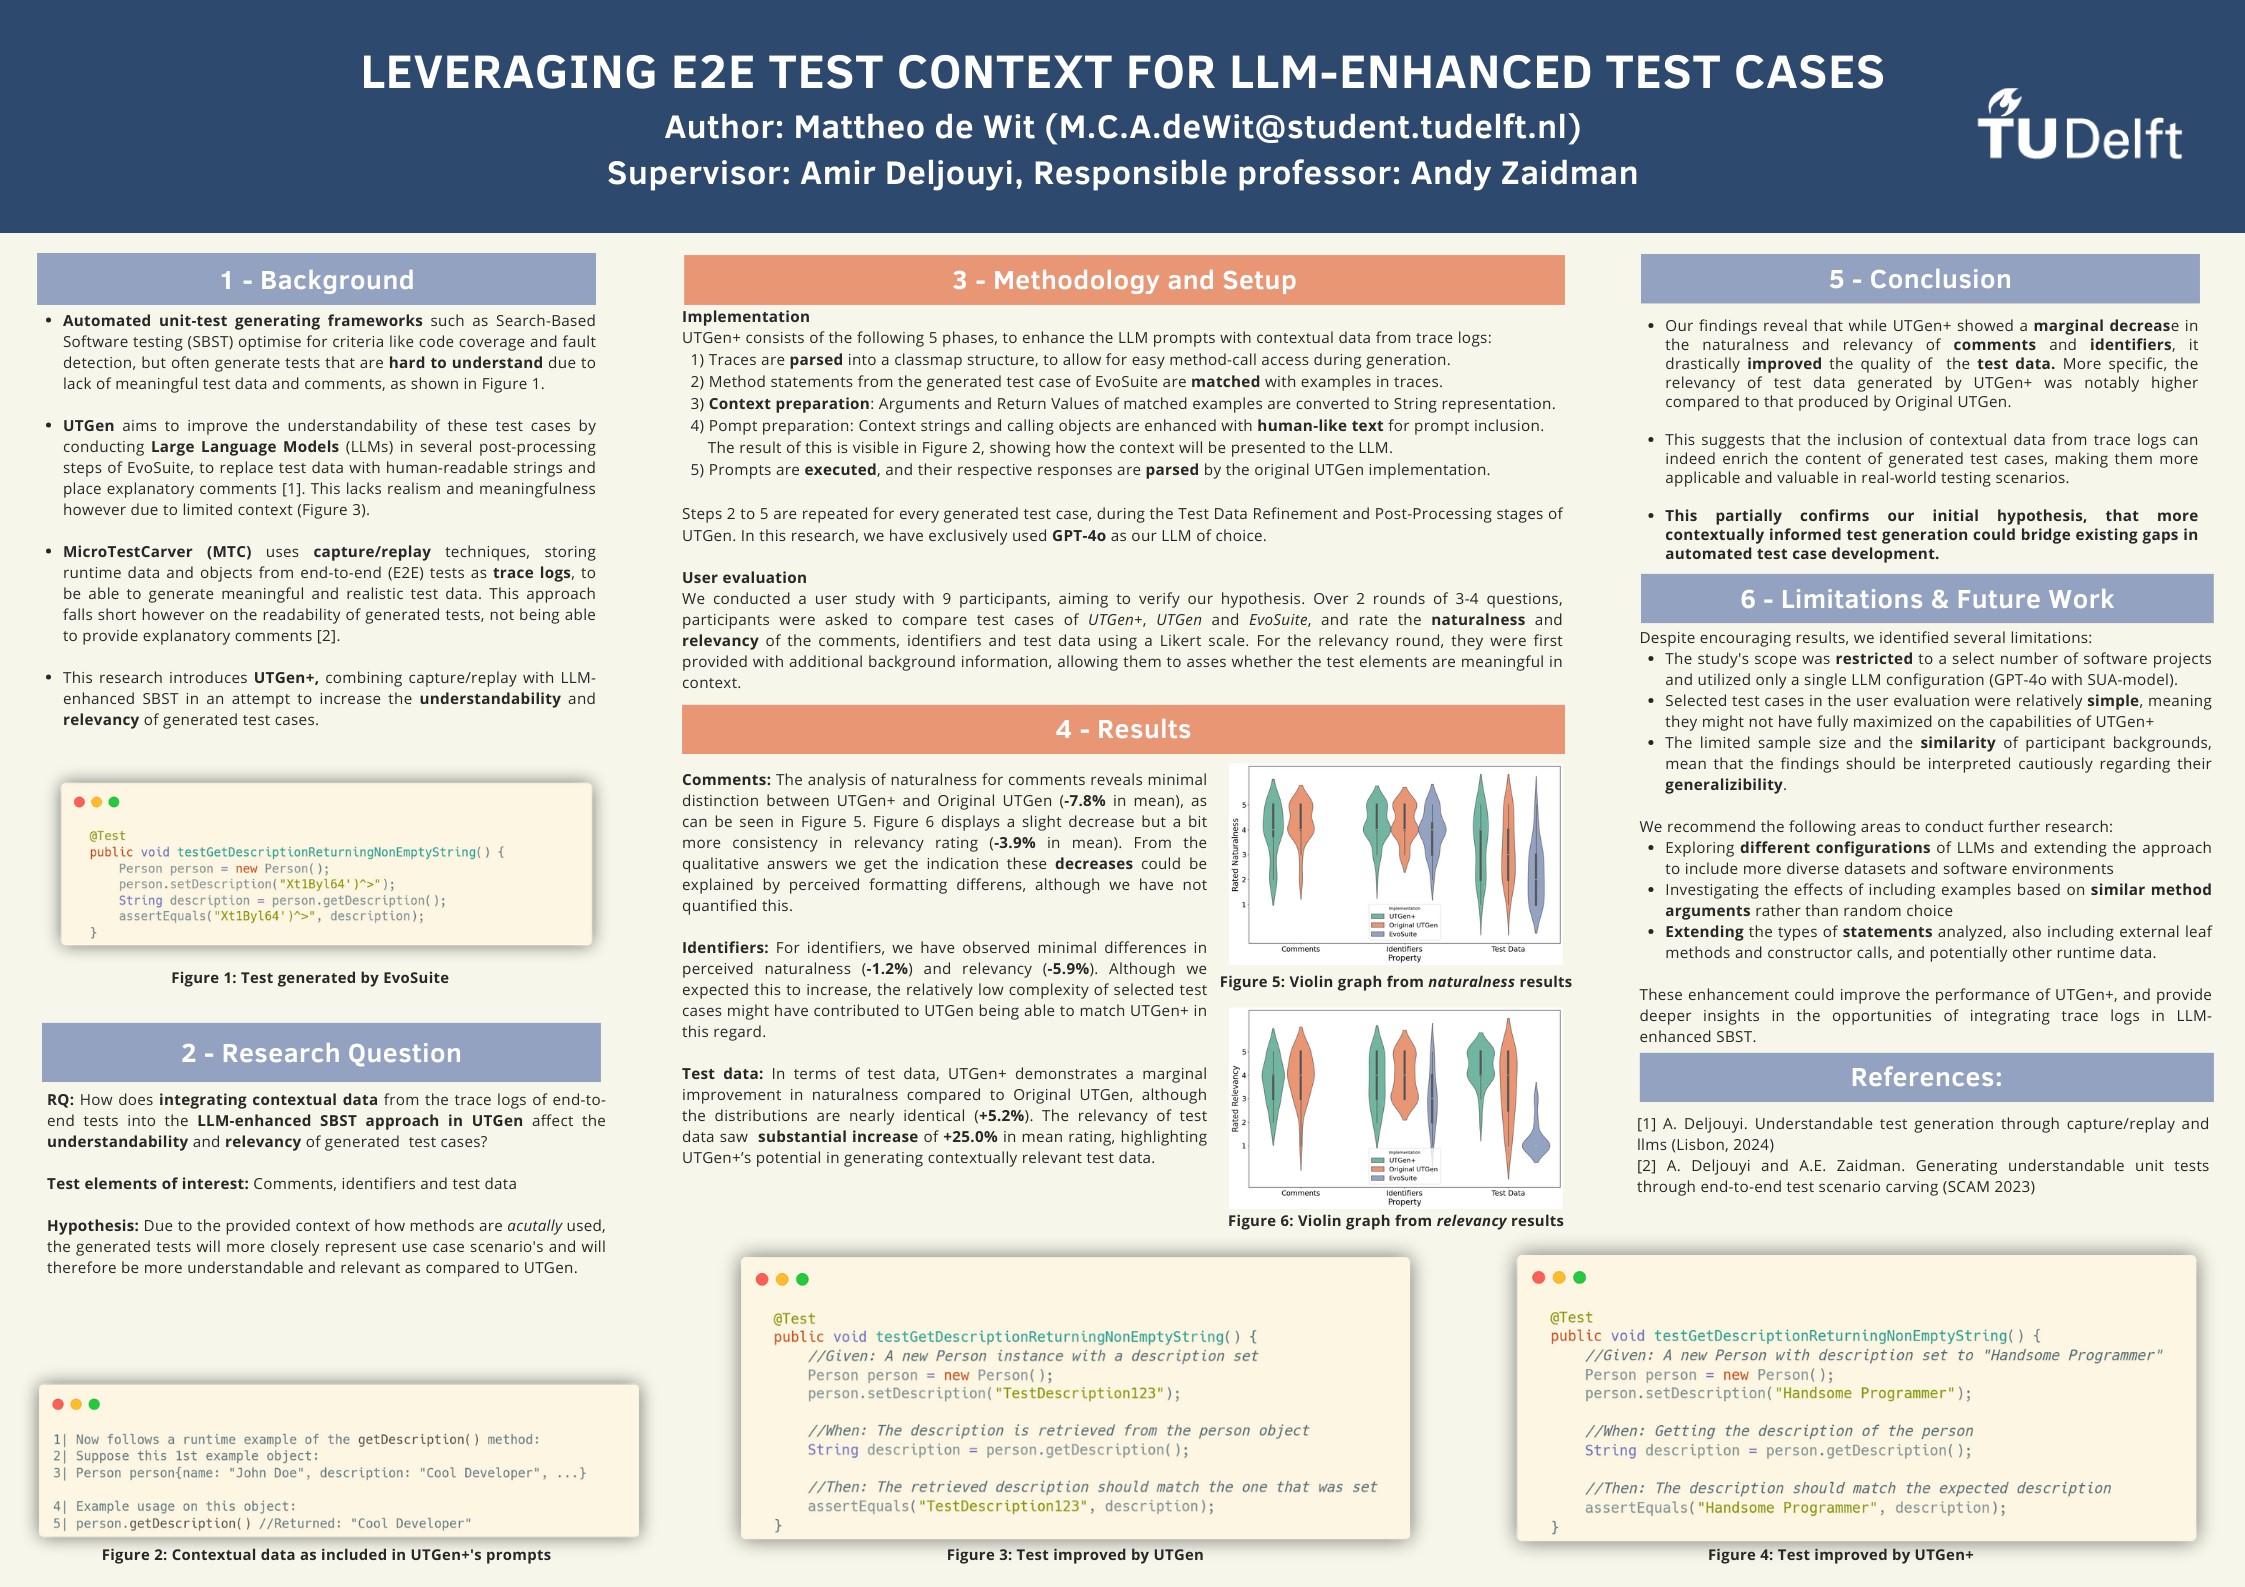 LEVERAGING E2E TEST CONTEXT FOR LLM-ENHANCED TEST CASES
Author: Mattheo de Wit (M.C.A.deWit@student.tudelft.nl)
Supervisor: Amir Deljouyi, Responsible professor: Andy Zaidman
TU Delft
1 - Background
• Automated unit-test generating frameworks such as Search-Based
Software testing (SBST) optimise for criteria like code coverage and fault
detection, but often generate tests that are hard to understand due to
lack of meaningful test data and comments, as shown in Figure 1.
• UTGen aims to improve the understandability of these test cases by
conducting Large Language Models (LLMs) in several post-processing
steps of EvoSuite, to replace test data with human-readable strings and
place explanatory comments [1]. This lacks realism and meaningfulness
however due to limited context (Figure 3).
• MicroTestCarver (MTC) uses capture/replay techniques, storing
runtime data and objects from end-to-end (E2E) tests as trace logs, to
be able to generate meaningful and realistic test data. This approach
falls short however on the readability of generated tests, not being able
to provide explanatory comments [2].
• This research introduces UTGen+, combining capture/replay with LLM-
enhanced SBST in an attempt to increase the understandability and
relevancy of generated test cases.
@Test
public void testGetDescriptionReturningNonEmptyString() {
Person person = new Person();
person.setDescription("Xt1Byl64')^>");
String description = person.getDescription();
assertEquals("Xt1Byl64')^>", description);
}
Figure 1: Test generated by EvoSuite
2 - Research Question
RQ: How does integrating contextual data from the trace logs of end-to-
end tests into the LLM-enhanced SBST approach in UTGen affect the
understandability and relevancy of generated test cases?
Test elements of interest: Comments, identifiers and test data
Hypothesis: Due to the provided context of how methods are acutally used,
the generated tests will more closely represent use case scenario's and will
therefore be more understandable and relevant as compared to UTGen.
1| Now follows a runtime example of the getDescription() method:
2| Suppose this 1st example object:
3| Person person{name: "John Doe", description: "Cool Developer", ...}
4| Example usage on this object:
5| person.getDescription() //Returned: "Cool Developer"
Figure 2: Contextual data as included in UTGen+'s prompts
3 - Methodology and Setup
Implementation
UTGen+ consists of the following 5 phases, to enhance the LLM prompts with contextual data from trace logs:
1) Traces are parsed into a classmap structure, to allow for easy method-call access during generation.
2) Method statements from the generated test case of EvoSuite are matched with examples in traces.
3) Context preparation: Arguments and Return Values of matched examples are converted to String representation.
4) Pompt preparation: Context strings and calling objects are enhanced with human-like text for prompt inclusion.
The result of this is visible in Figure 2, showing how the context will be presented to the LLM.
5) Prompts are executed, and their respective responses are parsed by the original UTGen implementation.
Steps 2 to 5 are repeated for every generated test case, during the Test Data Refinement and Post-Processing stages of
UTGen. In this research, we have exclusively used GPT-4o as our LLM of choice.
User evaluation
We conducted a user study with 9 participants, aiming to verify our hypothesis. Over 2 rounds of 3-4 questions,
participants were asked to compare test cases of UTGen+, UTGen and EvoSuite, and rate the naturalness and
relevancy of the comments, identifiers and test data using a Likert scale. For the relevancy round, they were first
provided with additional background information, allowing them to asses whether the test elements are meaningful in
context.
4 - Results
Comments: The analysis of naturalness for comments reveals minimal
distinction between UTGen+ and Original UTGen (-7.8% in mean), as
can be seen in Figure 5. Figure 6 displays a slight decrease but a bit
more consistency in relevancy rating (-3.9% in mean). From the
qualitative answers we get the indication these decreases could be
explained by perceived formatting differens, although we have not
quantified this.
Identifiers: For identifiers, we have observed minimal differences in
perceived naturalness (-1.2%) and relevancy (-5.9%). Although we
expected this to increase, the relatively low complexity of selected test
cases might have contributed to UTGen being able to match UTGen+ in
this regard.
Test data: In terms of test data, UTGen+ demonstrates a marginal
improvement in naturalness compared to Original UTGen, although
the distributions are nearly identical (+5.2%). The relevancy of test
data saw substantial increase of +25.0% in mean rating, highlighting
UTGen+'s potential in generating contextually relevant test data.
Rated Naturalness
5
4
3
2
1
Implementation
UTGen+
Original UTGen
EvoSuite
Comments Identifiers Test Data
Property
Figure 5: Violin graph from naturalness results
Rated Relevancy
5
4
3
2
1
Implementation
UTGen+
Original UTGen
EvoSuite
Comments Identifiers Test Data
Property
Figure 6: Violin graph from relevancy results
@Test
public void testGetDescriptionReturningNonEmptyString() {
//Given: A new Person instance with a description set
Person person = new Person();
person.setDescription("TestDescription123");
//When: The description is retrieved from the person object
String description = person.getDescription();
//Then: The retrieved description should match the one that was set
assertEquals("TestDescription123", description);
}
Figure 3: Test improved by UTGen
5 - Conclusion
• Our findings reveal that while UTGen+ showed a marginal decrease in
the naturalness and relevancy of comments and identifiers, it
drastically improved the quality of the test data. More specific, the
relevancy of test data generated by UTGen+ was notably higher
compared to that produced by Original UTGen.
• This suggests that the inclusion of contextual data from trace logs can
indeed enrich the content of generated test cases, making them more
applicable and valuable in real-world testing scenarios.
• This partially confirms our initial hypothesis, that more
contextually informed test generation could bridge existing gaps in
automated test case development.
6 - Limitations & Future Work
Despite encouraging results, we identified several limitations:
• The study's scope was restricted to a select number of software projects
and utilized only a single LLM configuration (GPT-4o with SUA-model).
• Selected test cases in the user evaluation were relatively simple, meaning
they might not have fully maximized on the capabilities of UTGen+
• The limited sample size and the similarity of participant backgrounds,
mean that the findings should be interpreted cautiously regarding their
generalizibility.
We recommend the following areas to conduct further research:
• Exploring different configurations of LLMs and extending the approach
to include more diverse datasets and software environments
• Investigating the effects of including examples based on similar method
arguments rather than random choice
• Extending the types of statements analyzed, also including external leaf
methods and constructor calls, and potentially other runtime data.
These enhancement could improve the performance of UTGen+, and provide
deeper insights in the opportunities of integrating trace logs in LLM-
enhanced SBST.
References:
[1] A. Deljouyi. Understandable test generation through capture/replay and
llms (Lisbon, 2024)
[2] A. Deljouyi and A.E. Zaidman. Generating understandable unit tests
through end-to-end test scenario carving (SCAM 2023)
@Test
public void testGetDescriptionReturningNonEmptyString() {
//Given: A new Person with description set to "Handsome Programmer"
Person person = new Person();
person.setDescription("Handsome Programmer");
//When: Getting the description of the person
String description = person.getDescription();
//Then: The description should match the expected description
assertEquals("Handsome Programmer", description);
}
Figure 4: Test improved by UTGen+